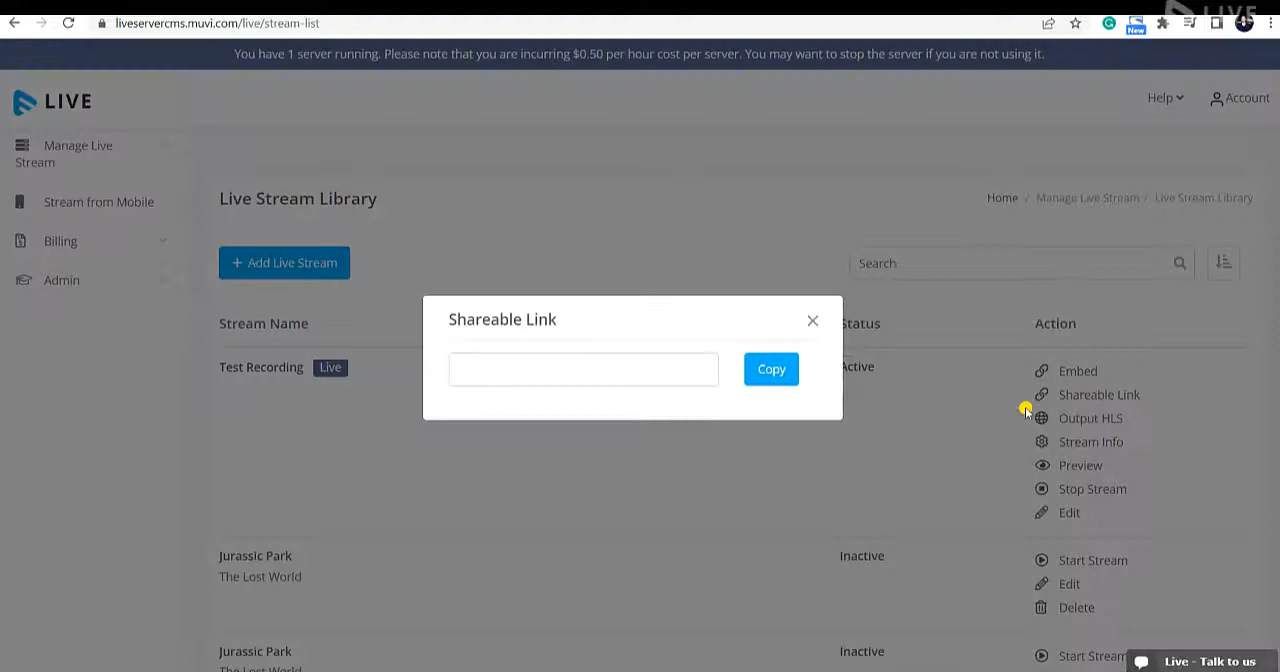 liveservercms.muvi.com/live/stream-list
LIVE
New
You have 1 server running. Please note that you are incurring $0.50 per hour cost per server. You may want to stop the server if you are not using it.
LIVE
Help
Account
Manage Live
Stream
Stream from Mobile
Billing
Admin
Live Stream Library
Home / Manage Live Stream / Live Stream Library
+ Add Live Stream
Search
Shareable Link
Copy
Stream Name
Status
Action
Test Recording
Live
Active
Embed
Shareable Link
Output HLS
Stream Info
Preview
Stop Stream
Edit
Jurassic Park
The Lost World
Inactive
Start Stream
Edit
Delete
Jurassic Park
The Lost World
Inactive
Start Stream
Live - Talk to us